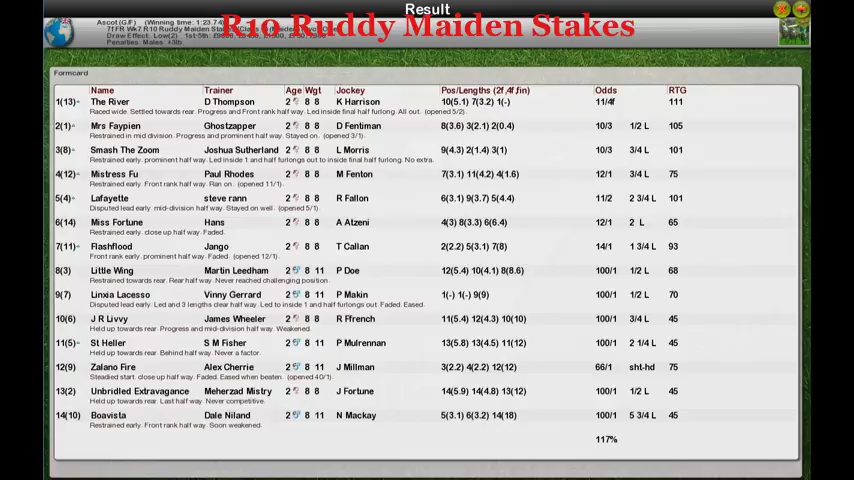 Result
R10 Ruddy Maiden Stakes
Ascot (G/F) (Winning time: 1:23.74
71FR Wk7 R10 Ruddy Maiden
Penalties: Males: +3lb
Formcard
Name Trainer Age Wgt Jockey Pos/Lengths (2f,4f,fin) Odds RTG
1(13) The River D Thompson 2 8 8 K Harrison 10(5.1) 7(3.2) 1(-) 11/4f 111
Raced wide. Settled towards rear. Progress and Front rank half way. Led inside final half furlong. All out. (opened 5/2)
2(1) Mrs Faypien Ghostzapper 2 8 8 D Fentiman 8(3.6) 3(2.1) 2(0.4) 10/3 1/2 L 105
Restrained in mid division. Progress and prominent half way. Stayed on. (opened 3/1)
3(8) Smash The Zoom Joshua Sutherland 2 8 8 L Morris 9(4.3) 2(1.4) 3(1) 10/3 3/4 L 101
Restrained early. prominent half way. Led inside 1 and half furlongs out to inside final half furlong. No extra.
4(12) Mistress Fu Paul Rhodes 2 8 8 M Fenton 7(3.1) 11(4.2) 4(1.6) 12/1 3/4 L 75
Restrained early. Front rank half way. Ran on. (opened 11/1)
5(4) Lafayette steve rann 2 8 8 R Fallon 6(3.1) 9(3.7) 5(4.4) 11/2 2 3/4 L 101
Disputed lead early. mid-division half way. Stayed on well. (opened 5/1)
6(14) Miss Fortune Hans 2 8 8 A Atzeni 4(3) 8(3.3) 6(6.4) 12/1 2 L 65
Restrained early. close up half way. Faded.
7(11) Flashflood Jango 2 8 8 T Callan 2(2.2) 5(3.1) 7(8) 14/1 1 3/4 L 93
Front rank early. prominent half way. Faded. (opened 12/1)
8(3) Little Wing Martin Leedham 2 8 11 P Doe 12(5.4) 10(4.1) 8(8.6) 100/1 1/2 L 68
Restrained towards rear. Rear half way. Never reached challenging position.
9(7) Linxia Lacesso Vinny Gerrard 2 8 11 P Makin 1(-) 1(-) 9(9) 100/1 1/2 L 70
Disputed lead early. Led and 3 lengths clear half way. Led to inside 1 and half furlongs out. Faded. Eased.
10(6) J R Livvy James Wheeler 2 8 8 R Ffrench 11(5.4) 12(4.3) 10(10) 100/1 3/4 L 45
Held up towards rear. Progress and mid-division half way. Weakened.
11(5) St Heller S M Fisher 2 8 11 P Mulrennan 13(5.8) 13(4.5) 11(12) 100/1 2 1/4 L 45
Held up towards rear. Behind half way. Never a factor.
12(9) Zalano Fire Alex Cherrie 2 8 11 J Millman 3(2.2) 4(2.2) 12(12) 66/1 sht-hd 75
Steadied start. close up half way. Faded. Eased when beaten. (opened 40/1)
13(2) Unbridled Extravagance Meherzad Mistry 2 8 8 J Fortune 14(5.9) 14(4.8) 13(12) 100/1 1/2 L 45
Held up towards rear. Last half way. Never competitive.
14(10) Boavista Dale Niland 2 8 11 N Mackay 5(3.1) 6(3.2) 14(18) 100/1 5 3/4 L 45
Restrained early. Front rank half way. Soon weakened.
117%